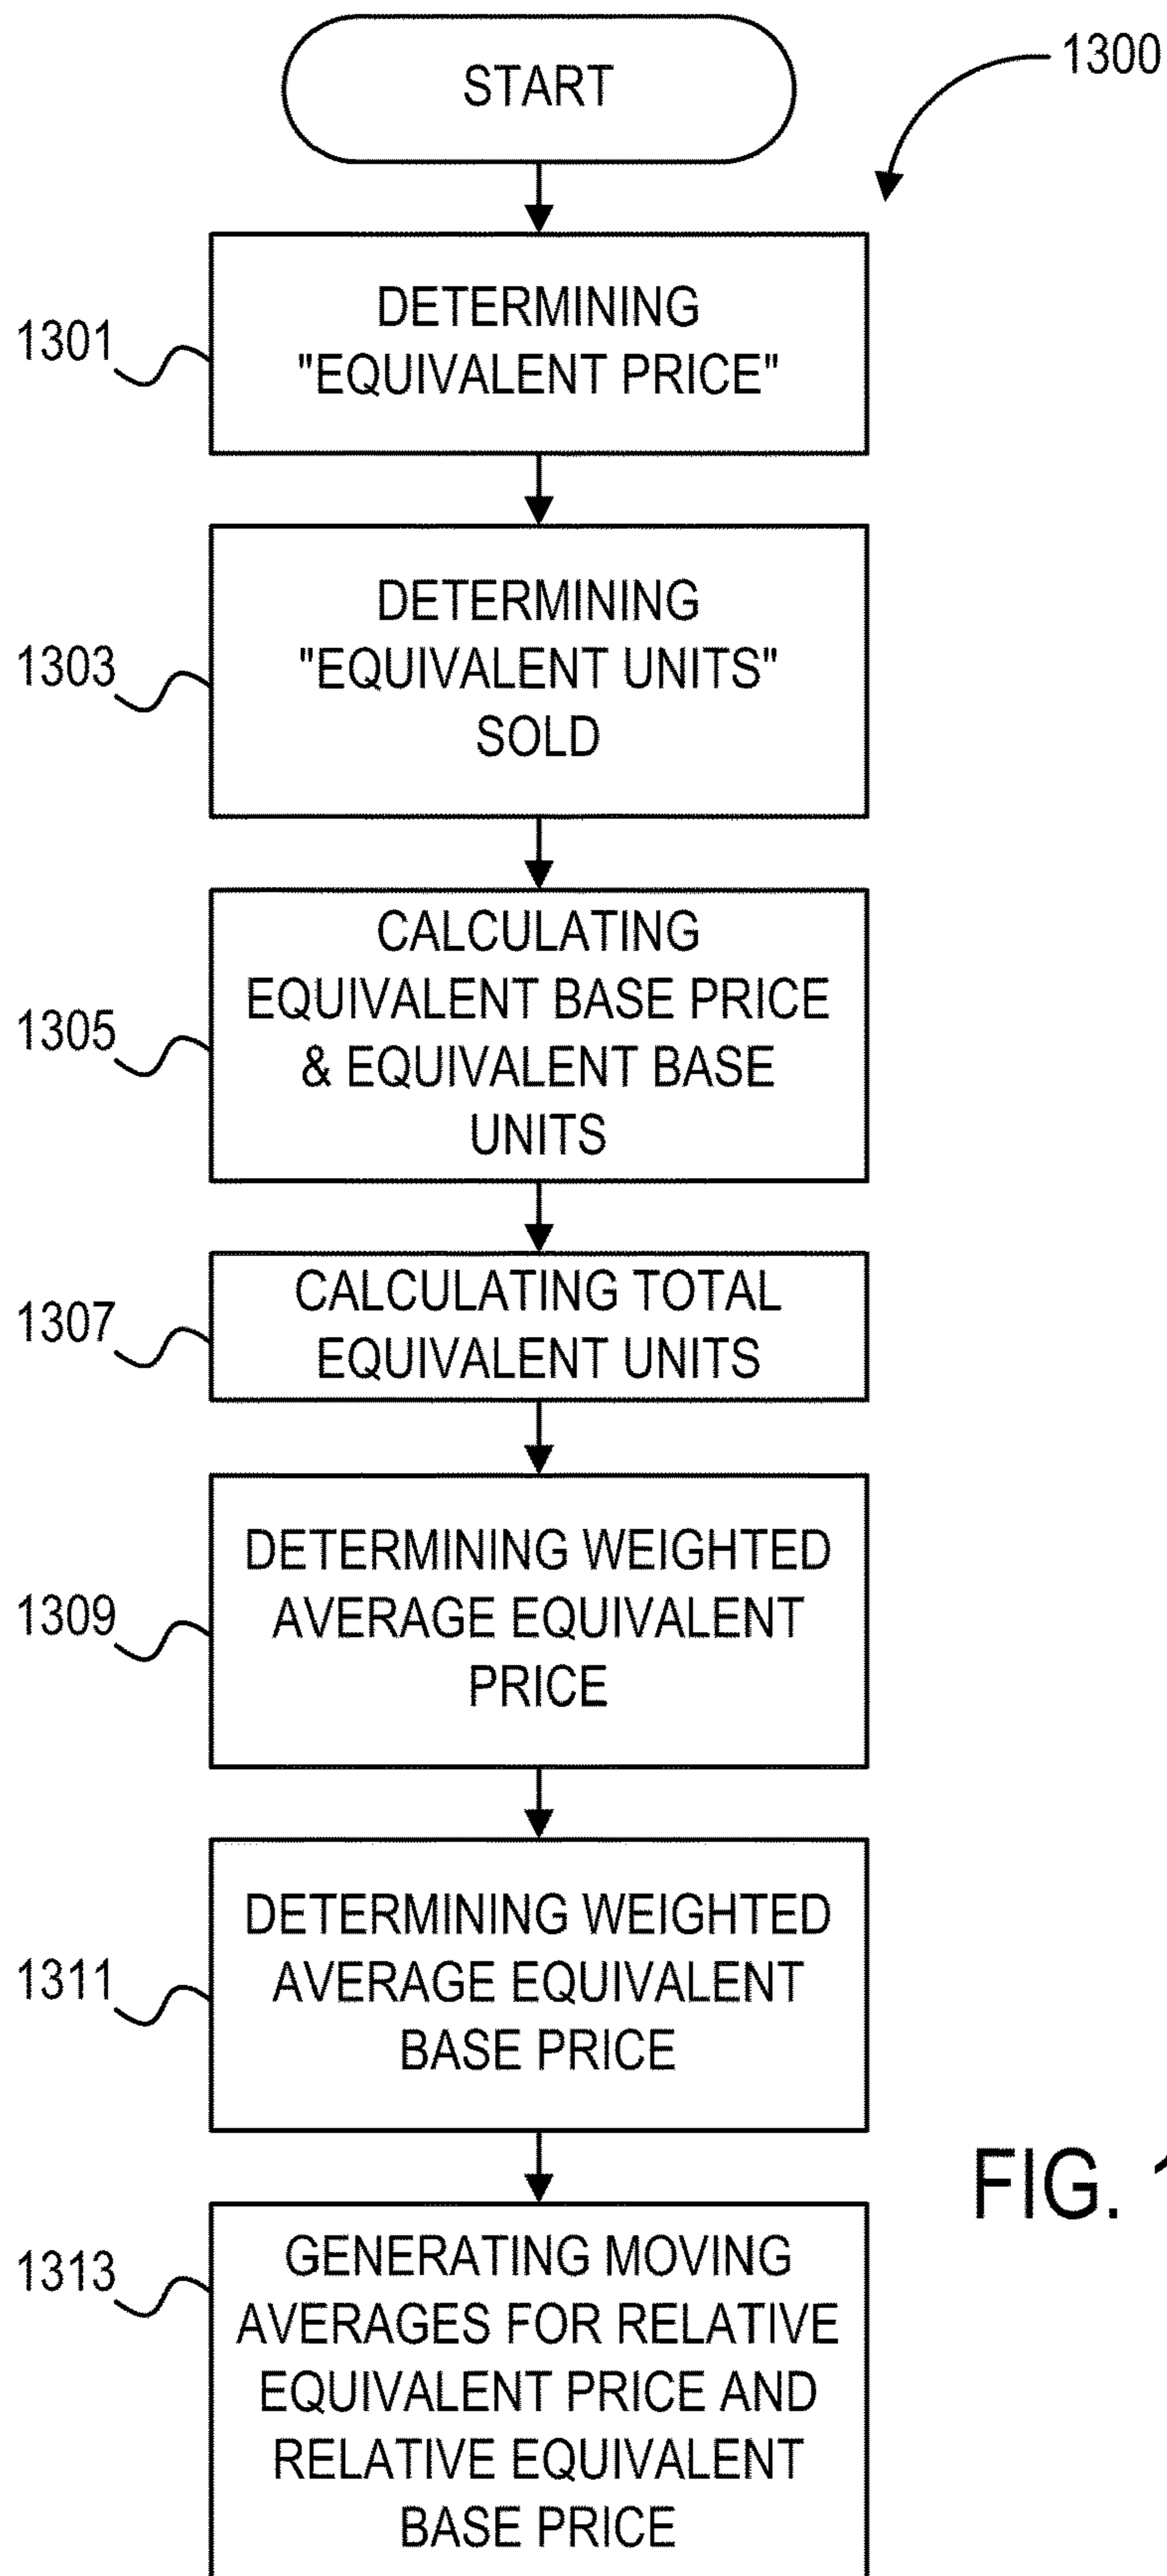 START
1300
1301
DETERMINING
"EQUIVALENT PRICE"
1303
DETERMINING
"EQUIVALENT UNITS"
SOLD
1305
CALCULATING
EQUIVALENT BASE PRICE
& EQUIVALENT BASE
UNITS
1307
CALCULATING TOTAL
EQUIVALENT UNITS
1309
DETERMINING WEIGHTED
AVERAGE EQUIVALENT
PRICE
1311
DETERMINING WEIGHTED
AVERAGE EQUIVALENT
BASE PRICE
1313
GENERATING MOVING
AVERAGES FOR RELATIVE
EQUIVALENT PRICE AND
RELATIVE EQUIVALENT
BASE PRICE
FIG.